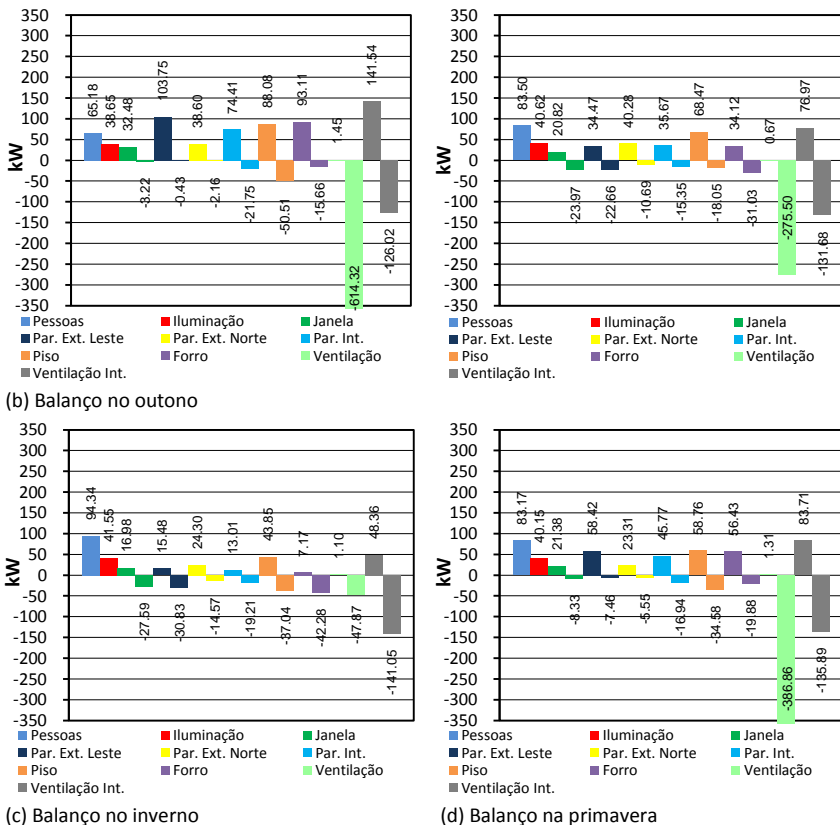 350
300
250
200
150
100
50
0
-50
-100
-150
-200
-250
-300
-350
kW
65.18
38.65
32.48
-3.22
103.75
-0.43
38.60
-2.16
74.41
-21.75
88.08
-50.51
93.11
-15.66
1.45
-614.32
141.54
-126.02
Pessoas
Iluminação
Janela
Par. Ext. Leste
Par. Ext. Norte
Par. Int.
Piso
Forro
Ventilação
Ventilação Int.
350
300
250
200
150
100
50
0
-50
-100
-150
-200
-250
-300
-350
kW
83.50
40.62
20.82
-23.97
34.47
-22.66
40.28
-10.69
35.67
-15.35
68.47
-18.05
34.12
-31.03
0.67
-275.50
76.97
-131.68
Pessoas
Iluminação
Janela
Par. Ext. Leste
Par. Ext. Norte
Par. Int.
Piso
Forro
Ventilação
Ventilação Int.
(b) Balanço no outono
350
300
250
200
150
100
50
0
-50
-100
-150
-200
-250
-300
-350
kW
94.34
41.55
16.98
-27.59
15.48
-30.83
24.30
-14.57
13.01
-19.21
43.85
-37.04
7.17
-42.28
1.10
-47.87
48.36
-141.05
Pessoas
Iluminação
Janela
Par. Ext. Leste
Par. Ext. Norte
Par. Int.
Piso
Forro
Ventilação
Ventilação Int.
(c) Balanço no inverno
350
300
250
200
150
100
50
0
-50
-100
-150
-200
-250
-300
-350
kW
83.17
40.15
21.38
-8.33
58.42
-7.46
23.31
-5.55
45.77
-16.94
58.76
-34.58
56.43
-19.88
1.31
-386.86
83.71
-135.89
Pessoas
Iluminação
Janela
Par. Ext. Leste
Par. Ext. Norte
Par. Int.
Piso
Forro
Ventilação
Ventilação Int.
(d) Balanço na primavera